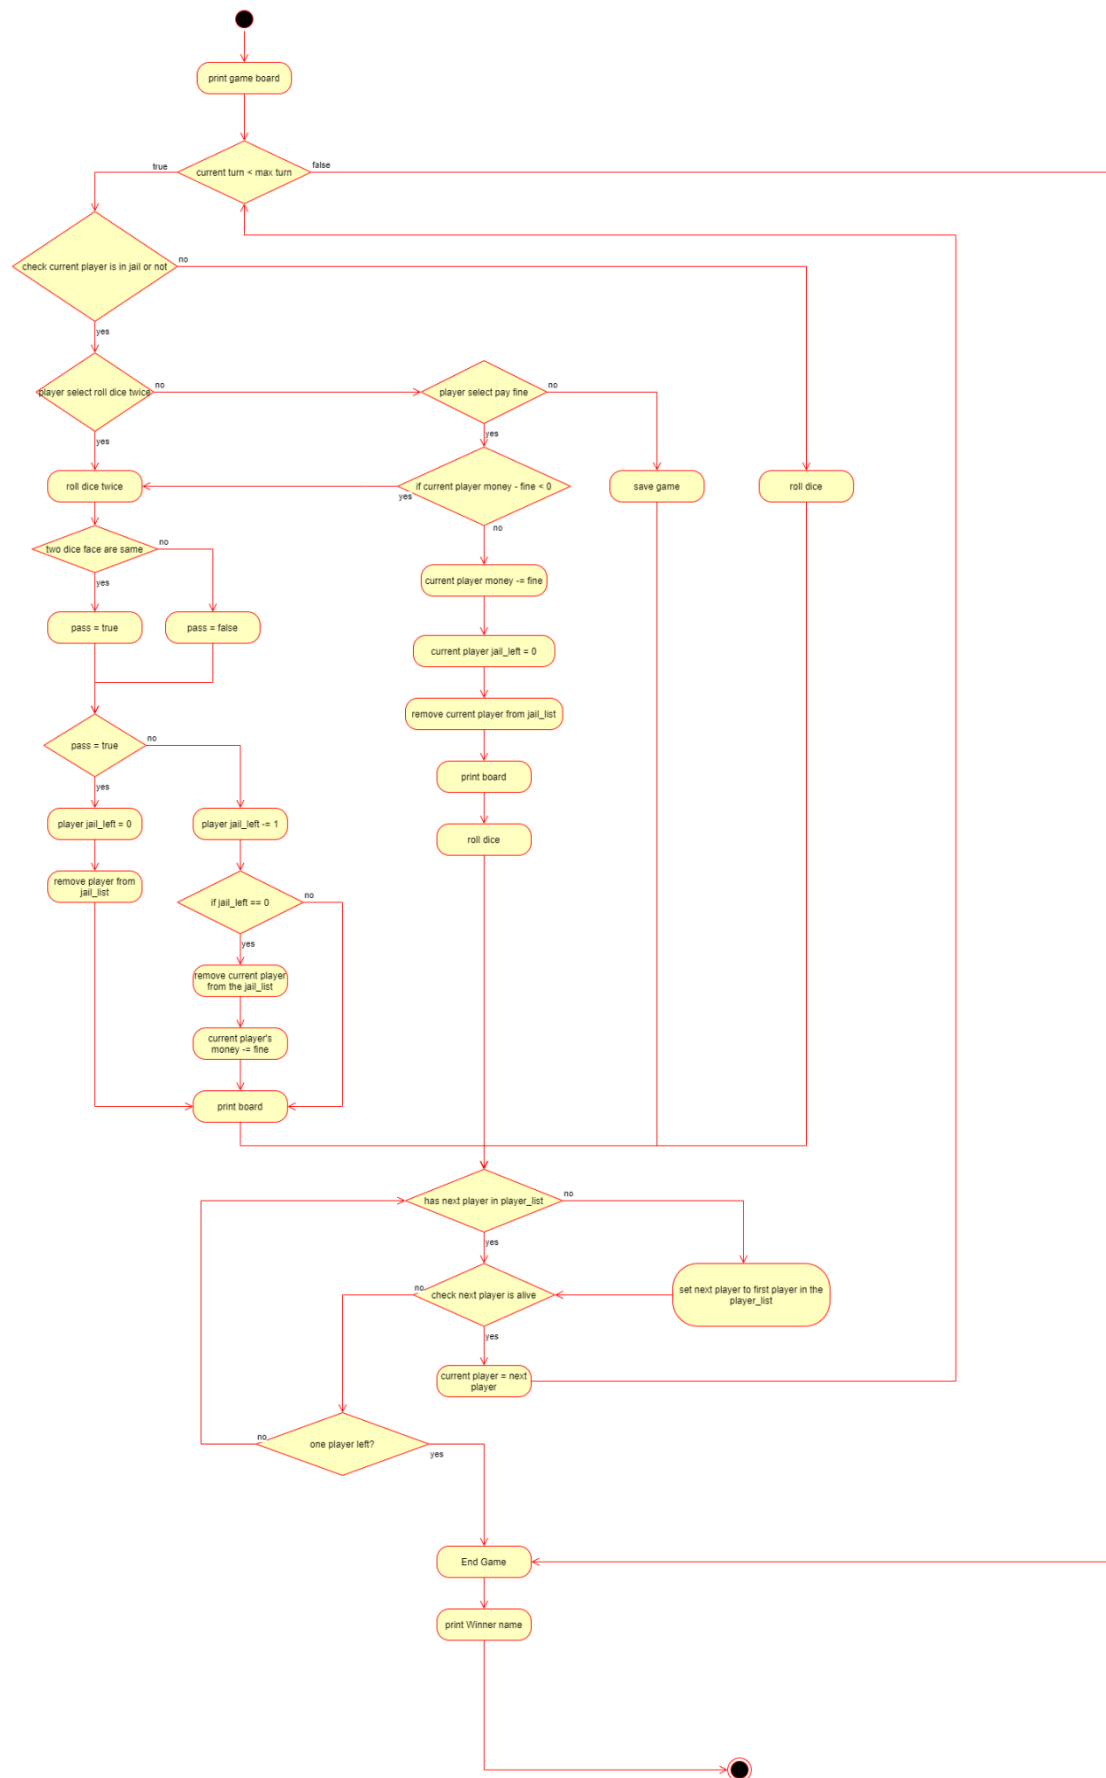 print game board
true
current turn < max turn
false
check current player is in jail or not
no
yes
player select roll dice twice
no
player select pay fine
no
yes
yes
roll dice twice
yes
if current player money - fine < 0
save game
roll dice
no
two dice face are same
no
yes
current player money -= fine
pass = true
pass = false
current player jail_left = 0
remove current player from jail_list
pass = true
no
yes
print board
player jail_left = 0
player jail_left -= 1
roll dice
remove player from
jail_list
if jail_left == 0
no
yes
remove current player
from the jail_list
current player's
money -= fine
print board
has next player in player_list
no
yes
no
check next player is alive
set next player to first player in the
player_list
yes
current player = next
player
no
one player left?
yes
End Game
print Winner name